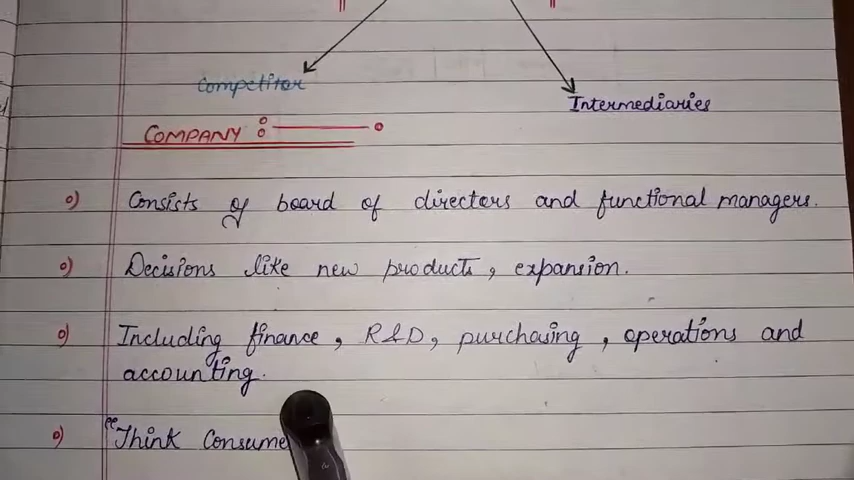 Competitor
Intermediaries
COMPANY :
Consists of board of directors and functional managers.
Decisions like new products, expansion.
Including finance, R&D, purchasing, operations and
accounting.
"Think Consume